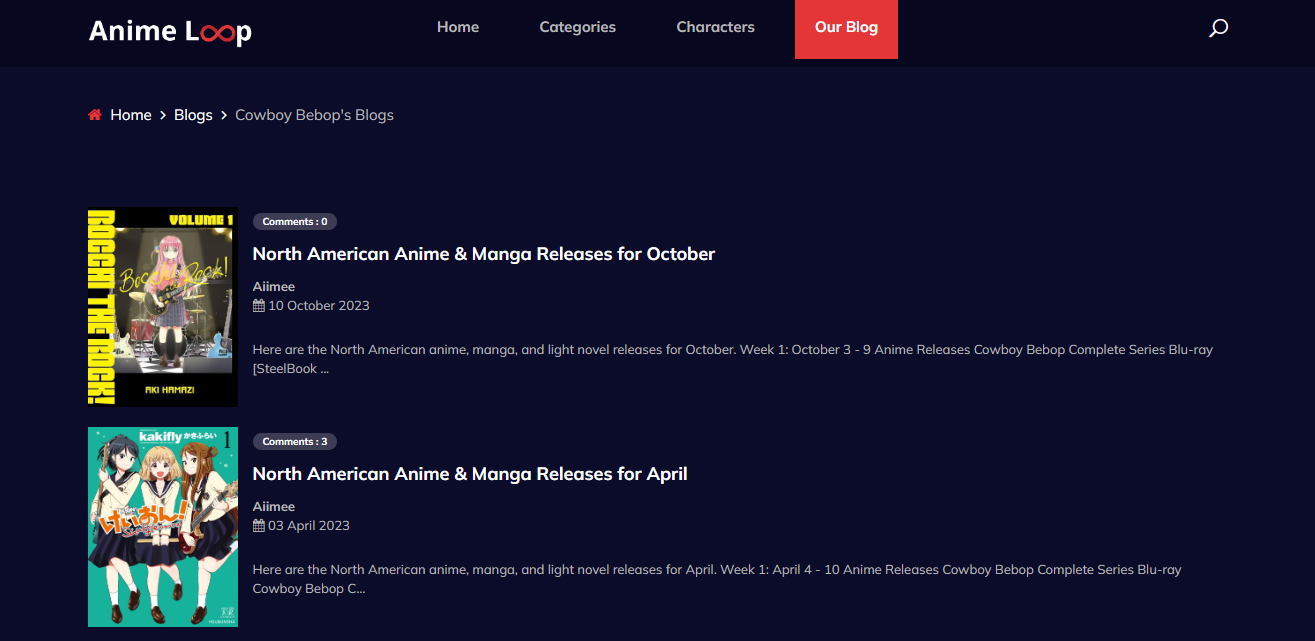 Anime Loop
Home
Categories
Characters
Our Blog
Home
Blogs
Cowboy Bebop's Blogs
BOCCHI THE ROCK!
VOLUME 1
Bocchi the Rock!
AKI HAMAZI
Comments : 0
North American Anime & Manga Releases for October
Aiimee
10 October 2023
Here are the North American anime, manga, and light novel releases for October. Week 1: October 3 - 9 Anime Releases Cowboy Bebop Complete Series Blu-ray
[SteelBook ...
kakifly かきふらい 1
けいおん!
Comments : 3
North American Anime & Manga Releases for April
Aiimee
03 April 2023
Here are the North American anime, manga, and light novel releases for April. Week 1: April 4 - 10 Anime Releases Cowboy Bebop Complete Series Blu-ray
Cowboy Bebop C...